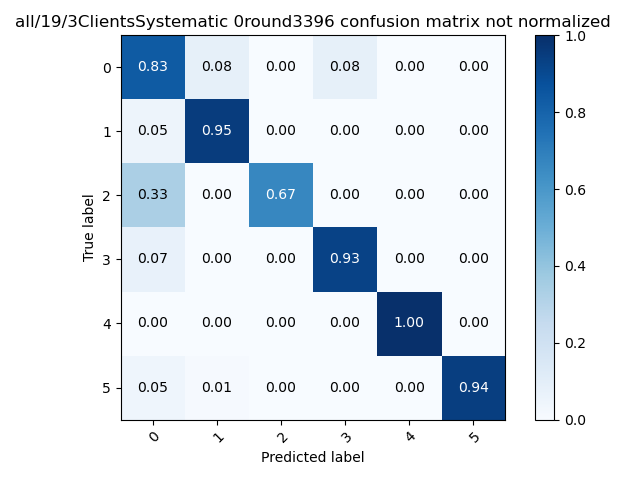 all/19/3ClientsSystematic 0round3396 confusion matrix not normalized
True label
0 0.83 0.08 0.00 0.08 0.00 0.00
1 0.05 0.95 0.00 0.00 0.00 0.00
2 0.33 0.00 0.67 0.00 0.00 0.00
3 0.07 0.00 0.00 0.93 0.00 0.00
4 0.00 0.00 0.00 0.00 1.00 0.00
5 0.05 0.01 0.00 0.00 0.00 0.94
0 1 2 3 4 5
Predicted label
1.0
0.8
0.6
0.4
0.2
0.0